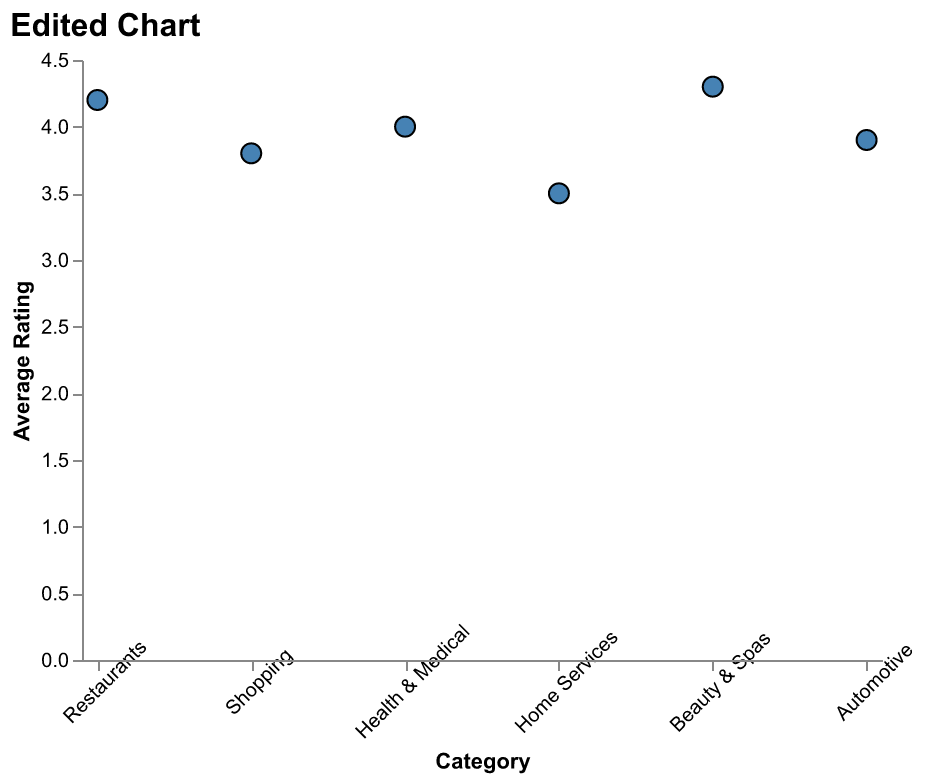 Edited Chart
4.5
4.0
3.5
3.0
2.5
2.0
1.5
1.0
0.5
0.0
Average Rating
Restaurants
Shopping
Health & Medical
Home Services
Beauty & Spas
Automotive
Category